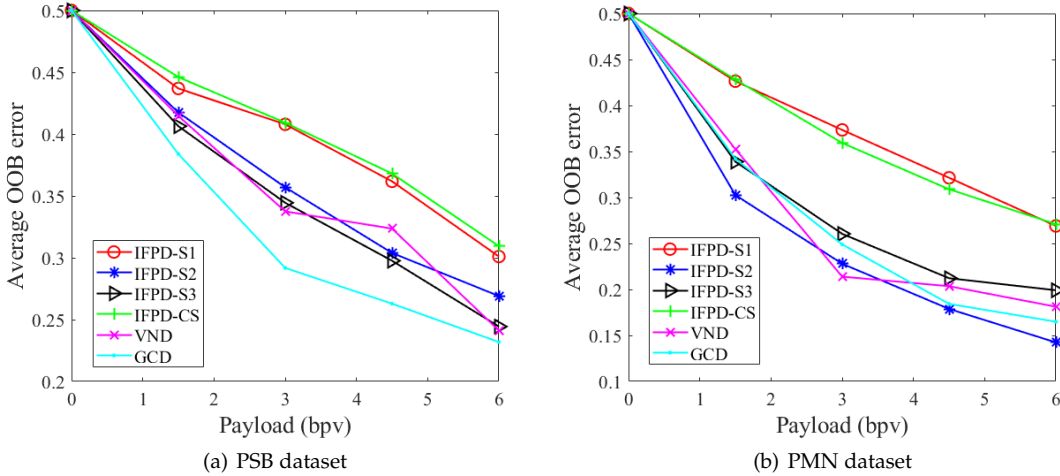 0.5
0.45
0.4
0.35
0.3
0.25
0.2
Average OOB error
IFPD-S1
IFPD-S2
IFPD-S3
IFPD-CS
VND
GCD
0 1 2 3 4 5 6
Payload (bpv)
(a) PSB dataset
0.5
0.45
0.4
0.35
0.3
0.25
0.2
0.15
0.1
Average OOB error
IFPD-S1
IFPD-S2
IFPD-S3
IFPD-CS
VND
GCD
0 1 2 3 4 5 6
Payload (bpv)
(b) PMN dataset